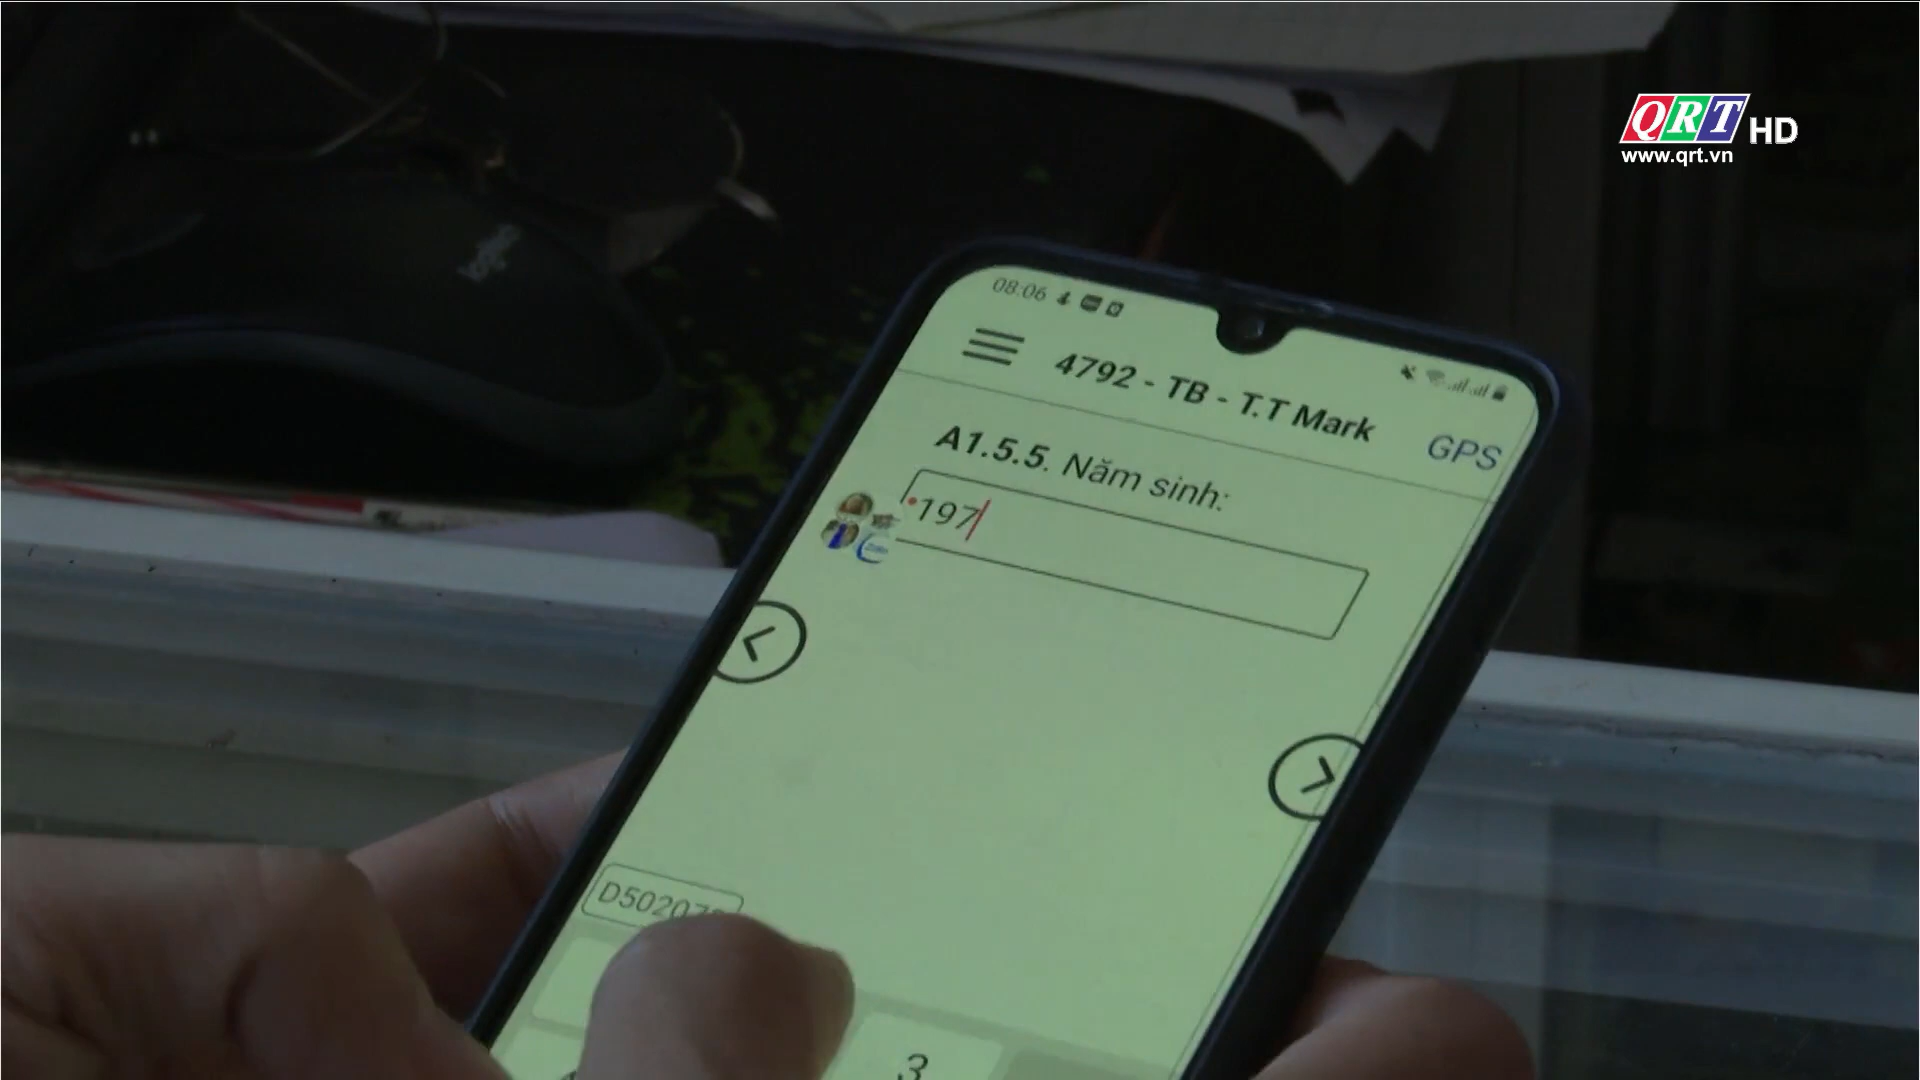 QRT HD
www.qrt.vn
08:06
4792 - TB - T.T Mark
GPS
A1.5.5. Năm sinh:
197
3